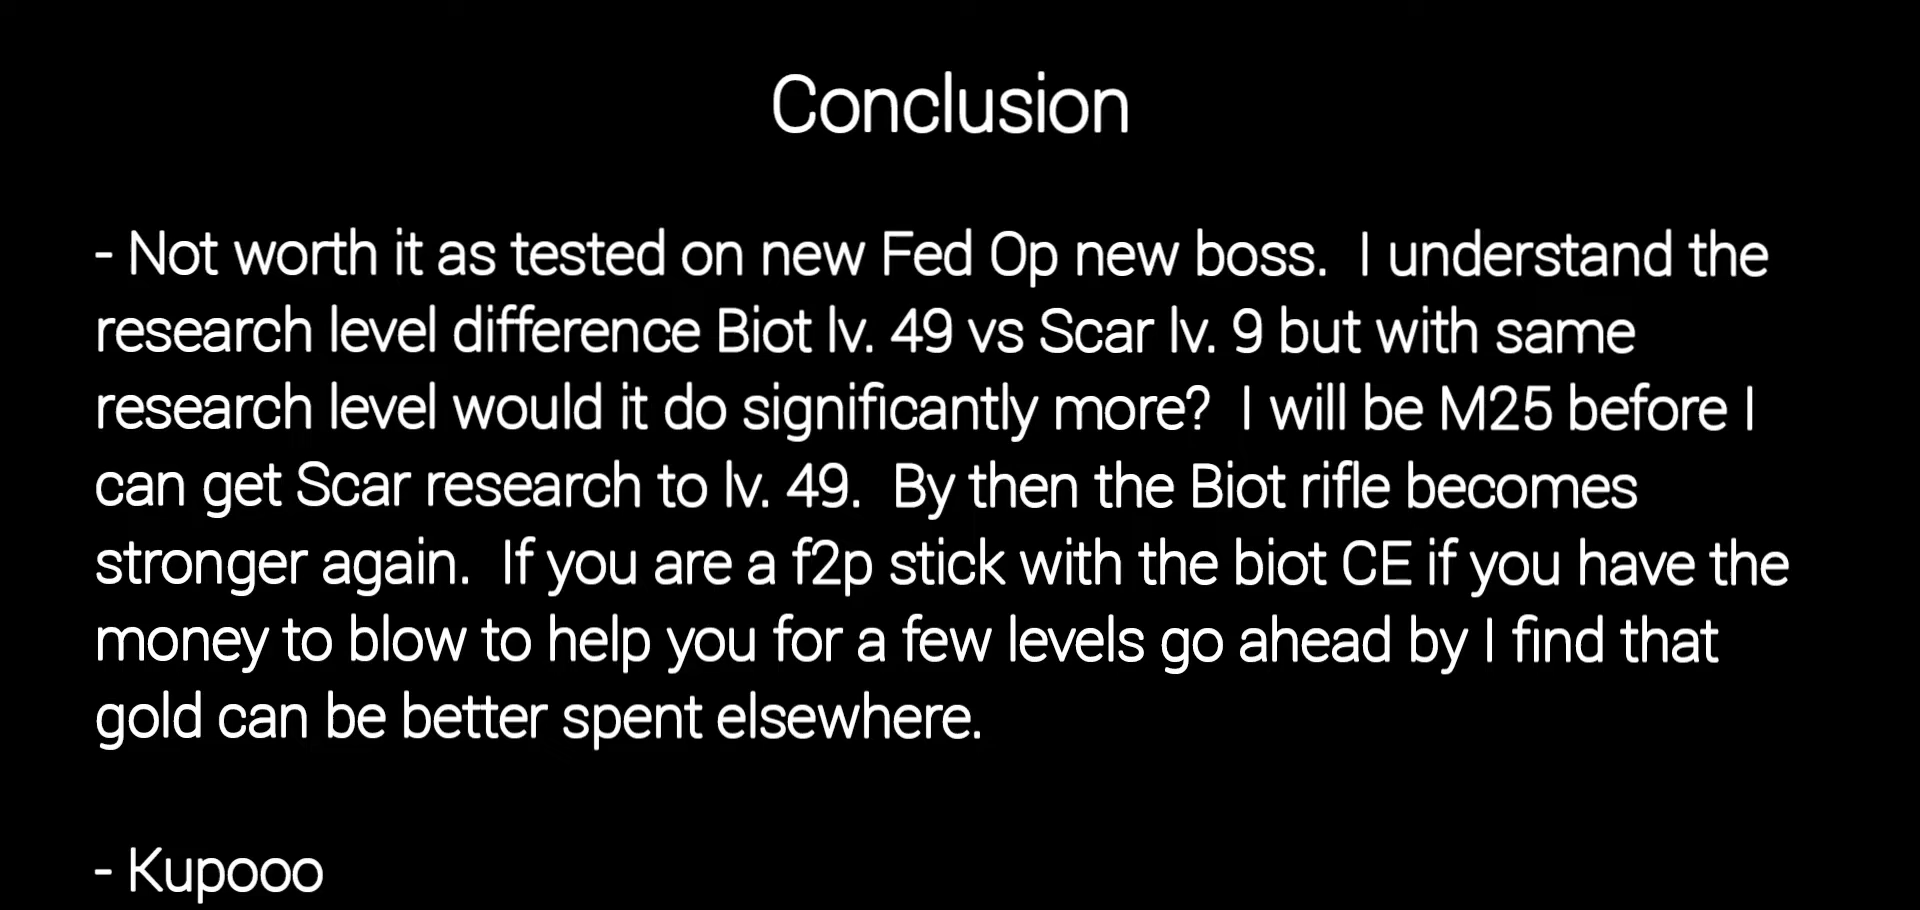 Conclusion
- Not worth it as tested on new Fed Op new boss.  I understand the
research level difference Biot lv. 49 vs Scar lv. 9 but with same
research level would it do significantly more?  I will be M25 before I
can get Scar research to lv. 49.  By then the Biot rifle becomes
stronger again.  If you are a f2p stick with the biot CE if you have the
money to blow to help you for a few levels go ahead by I find that
gold can be better spent elsewhere.
- Kupooo